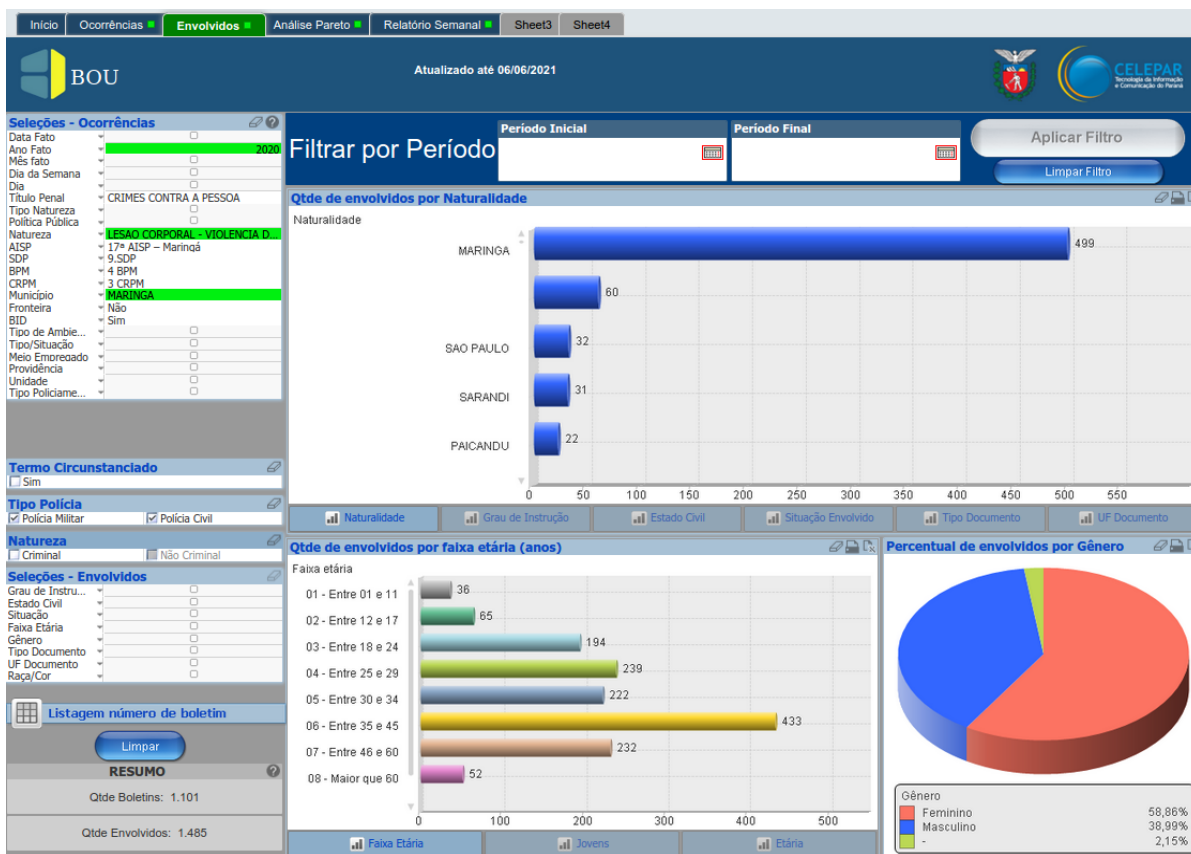 Início Ocorrências Envolvidos Análise Pareto Relatório Semanal Sheet3 Sheet4
BOU
Atualizado até 06/06/2021
CELEPAR
Tecnologia da Informação
e Comunicação do Paraná
Seleções - Ocorrências
Data Fato
Ano Fato 2020
Mês fato
Dia da Semana
Dia
Título Penal CRIMES CONTRA A PESSOA
Tipo Natureza
Política Pública
Natureza LESAO CORPORAL - VIOLENCIA D...
AISP 17ª AISP – Maringá
SDP 9.SDP
BPM 4 BPM
CRPM 3 CRPM
Município MARINGA
Fronteira Não
BID Sim
Tipo de Ambie...
Tipo/Situação
Meio Empregado
Providência
Unidade
Tipo Policiame...
Termo Circunstanciado
Sim
Tipo Polícia
Polícia Militar Polícia Civil
Natureza
Criminal Não Criminal
Seleções - Envolvidos
Grau de Instru...
Estado Civil
Situação
Faixa Etária
Gênero
Tipo Documento
UF Documento
Raça/Cor
Listagem número de boletim
Limpar
RESUMO
Qtde Boletins: 1.101
Qtde Envolvidos: 1.485
Filtrar por Período
Período Inicial
Período Final
Aplicar Filtro
Limpar Filtro
Qtde de envolvidos por Naturalidade
Naturalidade
MARINGA 499
60
SAO PAULO 32
SARANDI 31
PAICANDU 22
0 50 100 150 200 250 300 350 400 450 500 550
Naturalidade Grau de Instrução Estado Civil Situação Envolvido Tipo Documento UF Documento
Qtde de envolvidos por faixa etária (anos)
Faixa etária
01 - Entre 01 e 11 36
02 - Entre 12 e 17 65
03 - Entre 18 e 24 194
04 - Entre 25 e 29 239
05 - Entre 30 e 34 222
06 - Entre 35 e 45 433
07 - Entre 46 e 60 232
08 - Maior que 60 52
0 100 200 300 400 500
Faixa Etária Jovens Etária
Percentual de envolvidos por Gênero
Gênero
Feminino 58,86%
Masculino 38,99%
- 2,15%